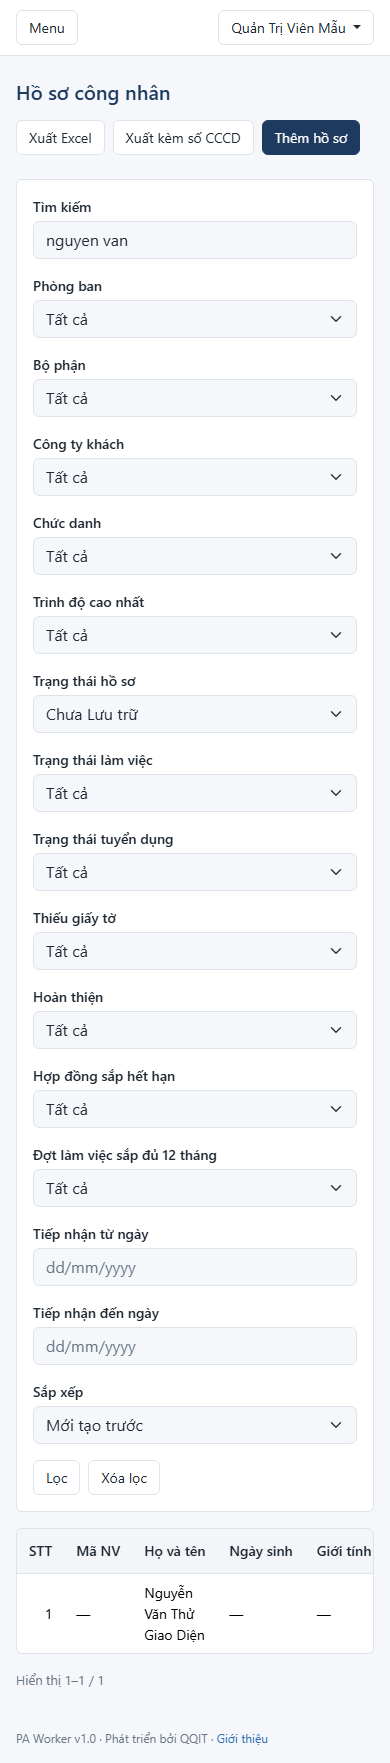 Menu
Quản Trị Viên Mẫu
Hồ sơ công nhân
Xuất Excel
Xuất kèm số CCCD
Thêm hồ sơ
Tìm kiếm
nguyen van
Phòng ban
Tất cả
Bộ phận
Tất cả
Công ty khách
Tất cả
Chức danh
Tất cả
Trình độ cao nhất
Tất cả
Trạng thái hồ sơ
Chưa Lưu trữ
Trạng thái làm việc
Tất cả
Trạng thái tuyển dụng
Tất cả
Thiếu giấy tờ
Tất cả
Hoàn thiện
Tất cả
Hợp đồng sắp hết hạn
Tất cả
Đợt làm việc sắp đủ 12 tháng
Tất cả
Tiếp nhận từ ngày
dd/mm/yyyy
Tiếp nhận đến ngày
dd/mm/yyyy
Sắp xếp
Mới tạo trước
Lọc
Xóa lọc
STT Mã NV Họ và tên Ngày sinh Giới tính
1 — Nguyễn Văn Thử Giao Diện — —
Hiển thị 1–1 / 1
PA Worker v1.0 · Phát triển bởi QQIT · Giới thiệu